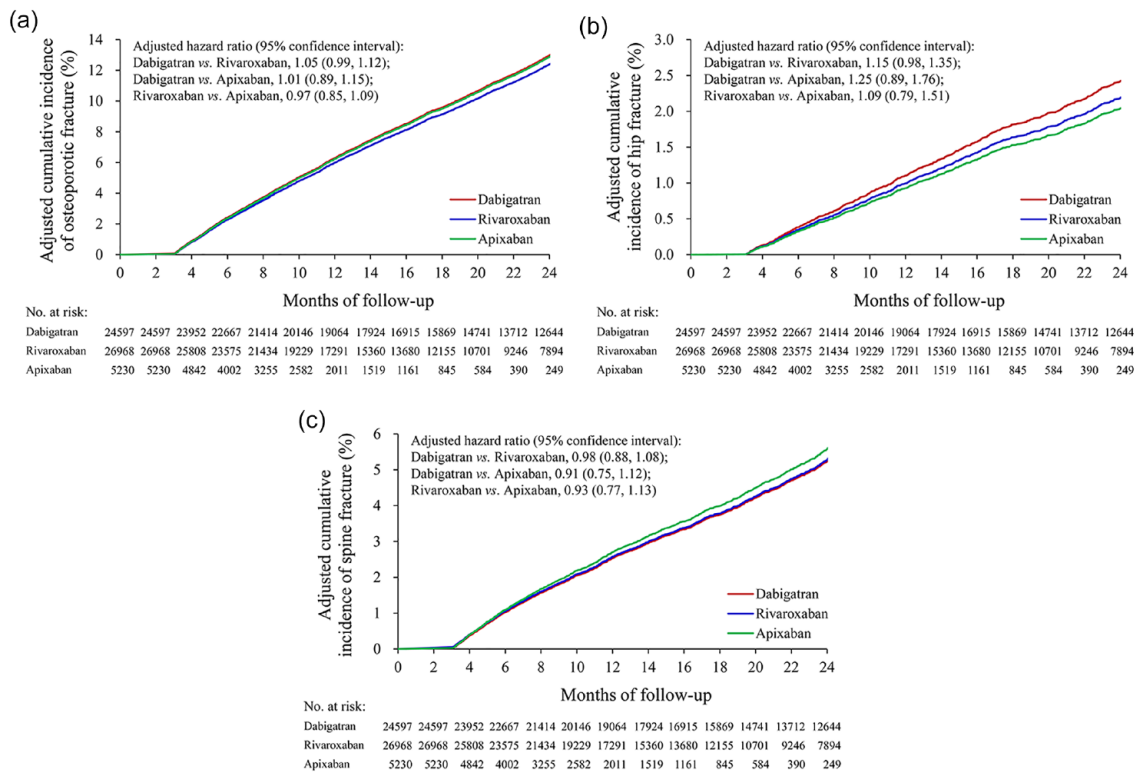 (a)
Adjusted cumulative incidence
of osteoporotic fracture (%)
14
12
10
8
6
4
2
0
Adjusted hazard ratio (95% confidence interval):
Dabigatran vs. Rivaroxaban, 1.05 (0.99, 1.12);
Dabigatran vs. Apixaban, 1.01 (0.89, 1.15);
Rivaroxaban vs. Apixaban, 0.97 (0.85, 1.09)
Dabigatran
Rivaroxaban
Apixaban
0 2 4 6 8 10 12 14 16 18 20 22 24
Months of follow-up
No. at risk:
Dabigatran 24597 24597 23952 22667 21414 20146 19064 17924 16915 15869 14741 13712 12644
Rivaroxaban 26968 26968 25808 23575 21434 19229 17291 15360 13680 12155 10701 9246 7894
Apixaban 5230 5230 4842 4002 3255 2582 2011 1519 1161 845 584 390 249
(b)
Adjusted cumulative
incidence of hip fracture (%)
3.0
2.5
2.0
1.5
1.0
0.5
0.0
Adjusted hazard ratio (95% confidence interval):
Dabigatran vs. Rivaroxaban, 1.15 (0.98, 1.35);
Dabigatran vs. Apixaban, 1.25 (0.89, 1.76);
Rivaroxaban vs. Apixaban, 1.09 (0.79, 1.51)
Dabigatran
Rivaroxaban
Apixaban
0 2 4 6 8 10 12 14 16 18 20 22 24
Months of follow-up
No. at risk:
Dabigatran 24597 24597 23952 22667 21414 20146 19064 17924 16915 15869 14741 13712 12644
Rivaroxaban 26968 26968 25808 23575 21434 19229 17291 15360 13680 12155 10701 9246 7894
Apixaban 5230 5230 4842 4002 3255 2582 2011 1519 1161 845 584 390 249
(c)
Adjusted cumulative
incidence of spine fracture (%)
6
5
4
3
2
1
0
Adjusted hazard ratio (95% confidence interval):
Dabigatran vs. Rivaroxaban, 0.98 (0.88, 1.08);
Dabigatran vs. Apixaban, 0.91 (0.75, 1.12);
Rivaroxaban vs. Apixaban, 0.93 (0.77, 1.13)
Dabigatran
Rivaroxaban
Apixaban
0 2 4 6 8 10 12 14 16 18 20 22 24
Months of follow-up
No. at risk:
Dabigatran 24597 24597 23952 22667 21414 20146 19064 17924 16915 15869 14741 13712 12644
Rivaroxaban 26968 26968 25808 23575 21434 19229 17291 15360 13680 12155 10701 9246 7894
Apixaban 5230 5230 4842 4002 3255 2582 2011 1519 1161 845 584 390 249